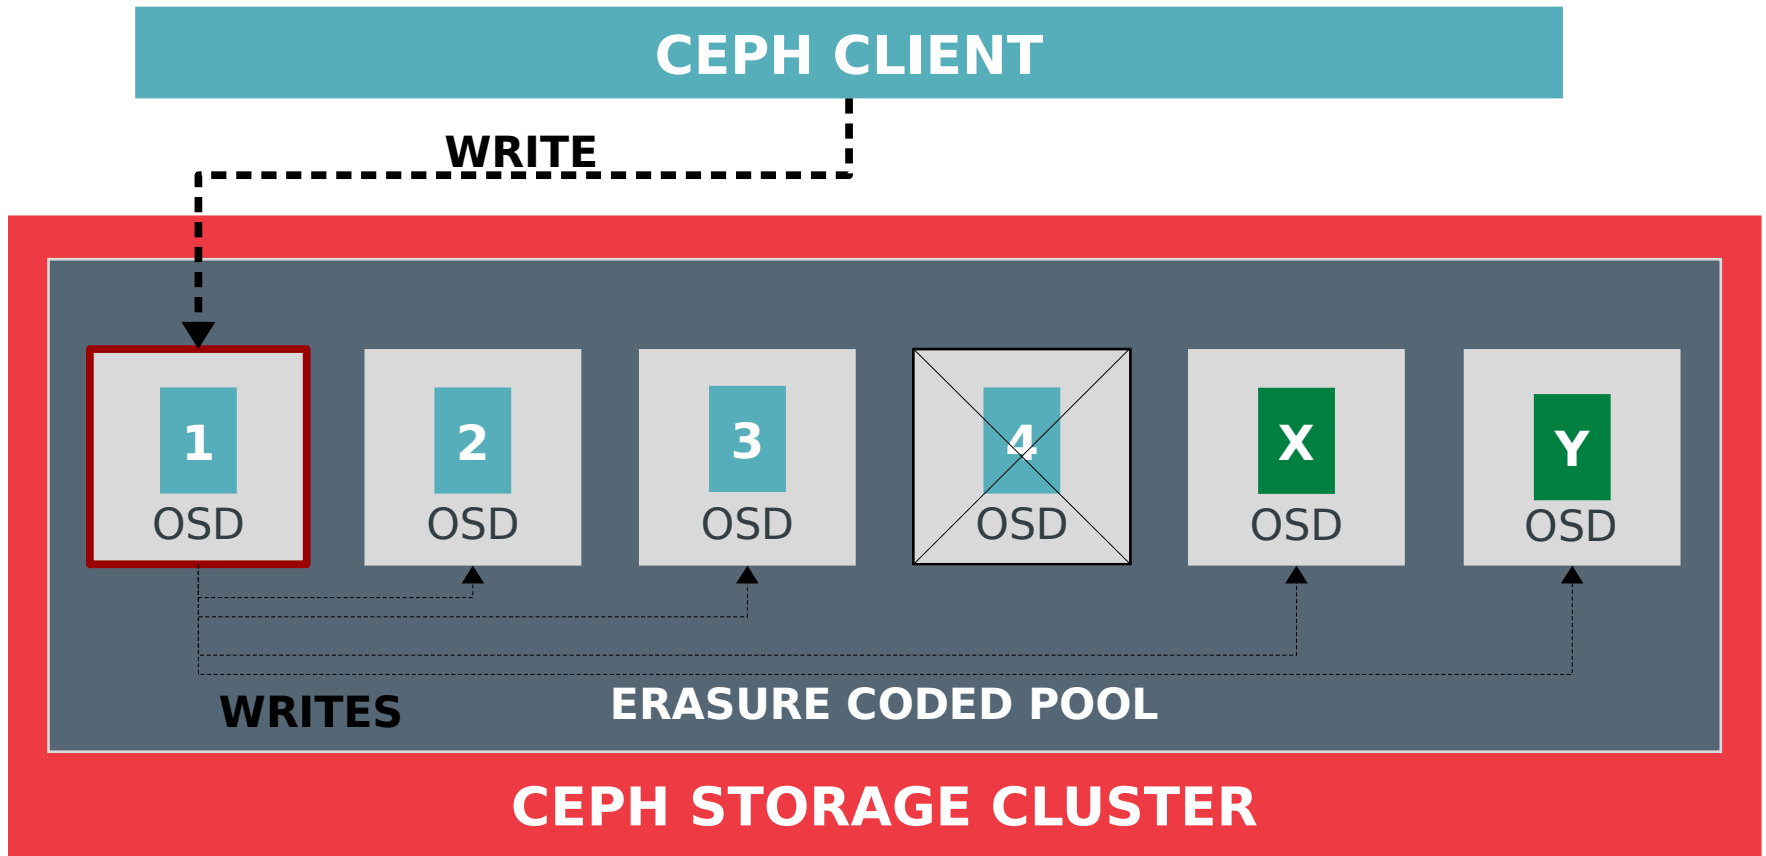 CEPH CLIENT
WRITE
1
OSD
2
OSD
3
OSD
4
OSD
X
OSD
Y
OSD
WRITES
ERASURE CODED POOL
CEPH STORAGE CLUSTER